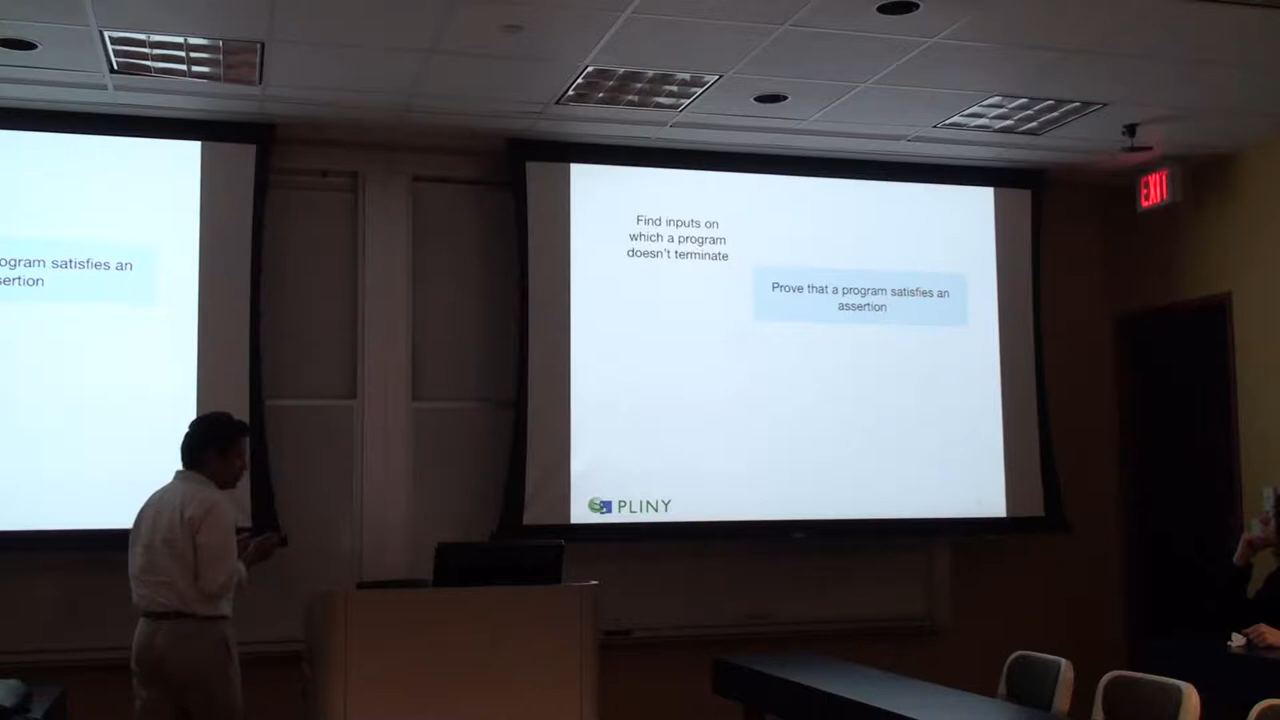 ogram satisfies an
sertion
Find inputs on
which a program
doesn't terminate
Prove that a program satisfies an
assertion
PLINY
EXIT